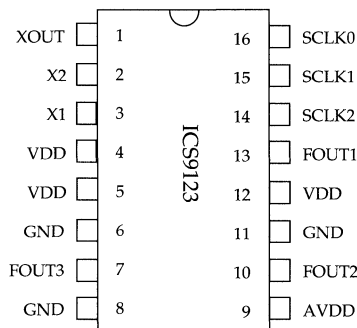 XOUT 1 16 SCLK0
X2 2 15 SCLK1
X1 3 14 SCLK2
VDD 4 13 FOUT1
VDD 5 12 VDD
GND 6 11 GND
FOUT3 7 10 FOUT2
GND 8 9 AVDD
ICS9123